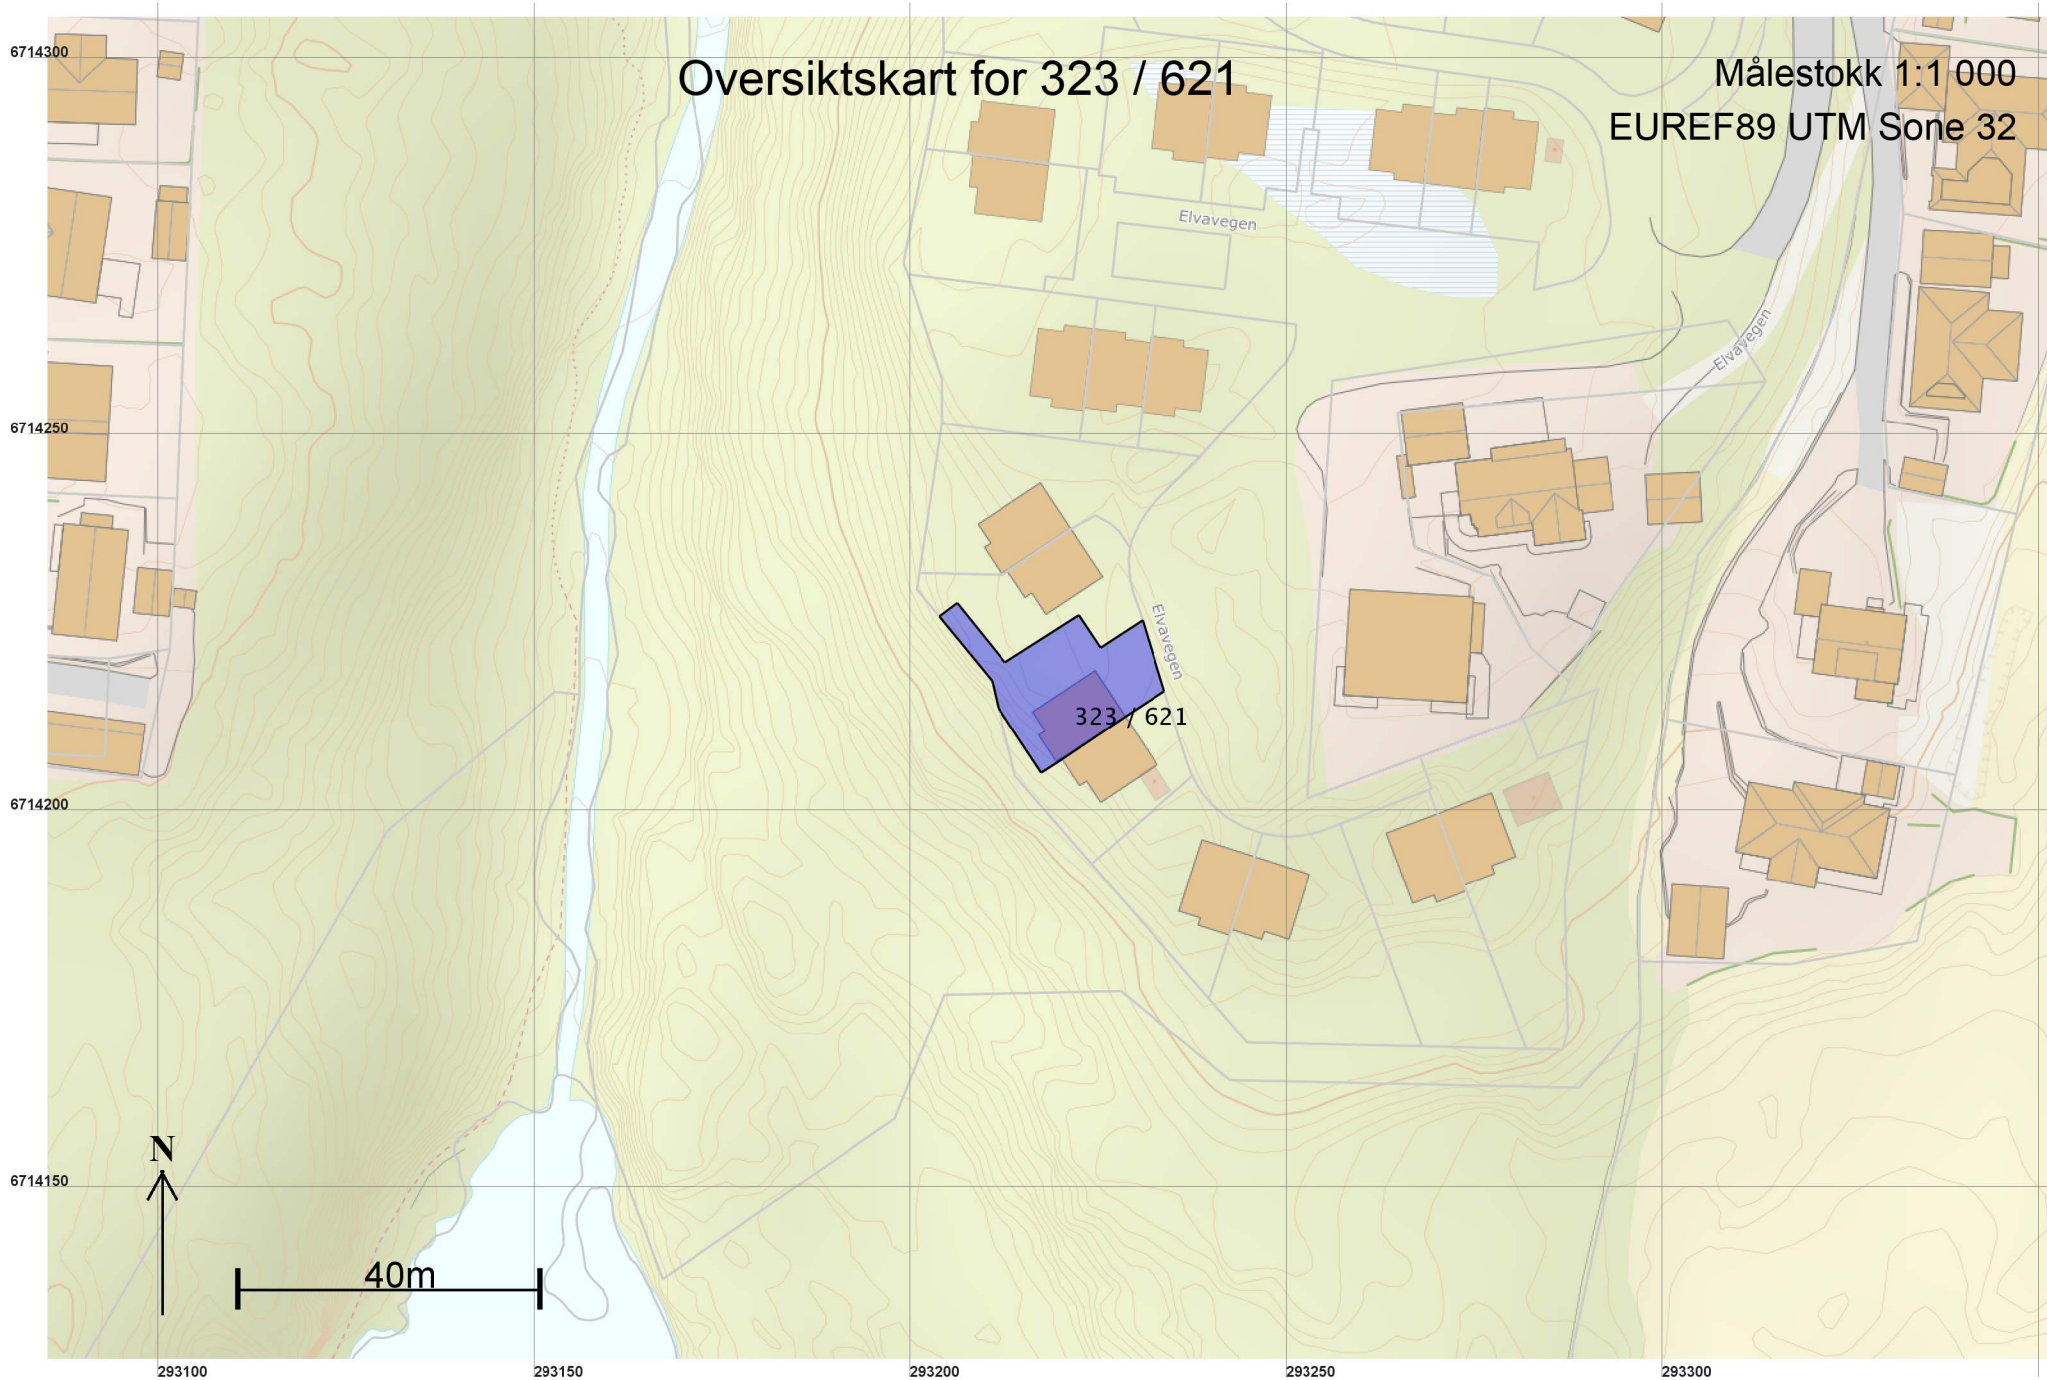 6714300
Oversiktskart for 323 / 621
Målestokk 1:1 000
EUREF89 UTM Sone 32
Elvavegen
Elvavegen
6714250
Elvavegen
323 / 621
6714200
N
6714150
40m
293100
293150
293200
293250
293300